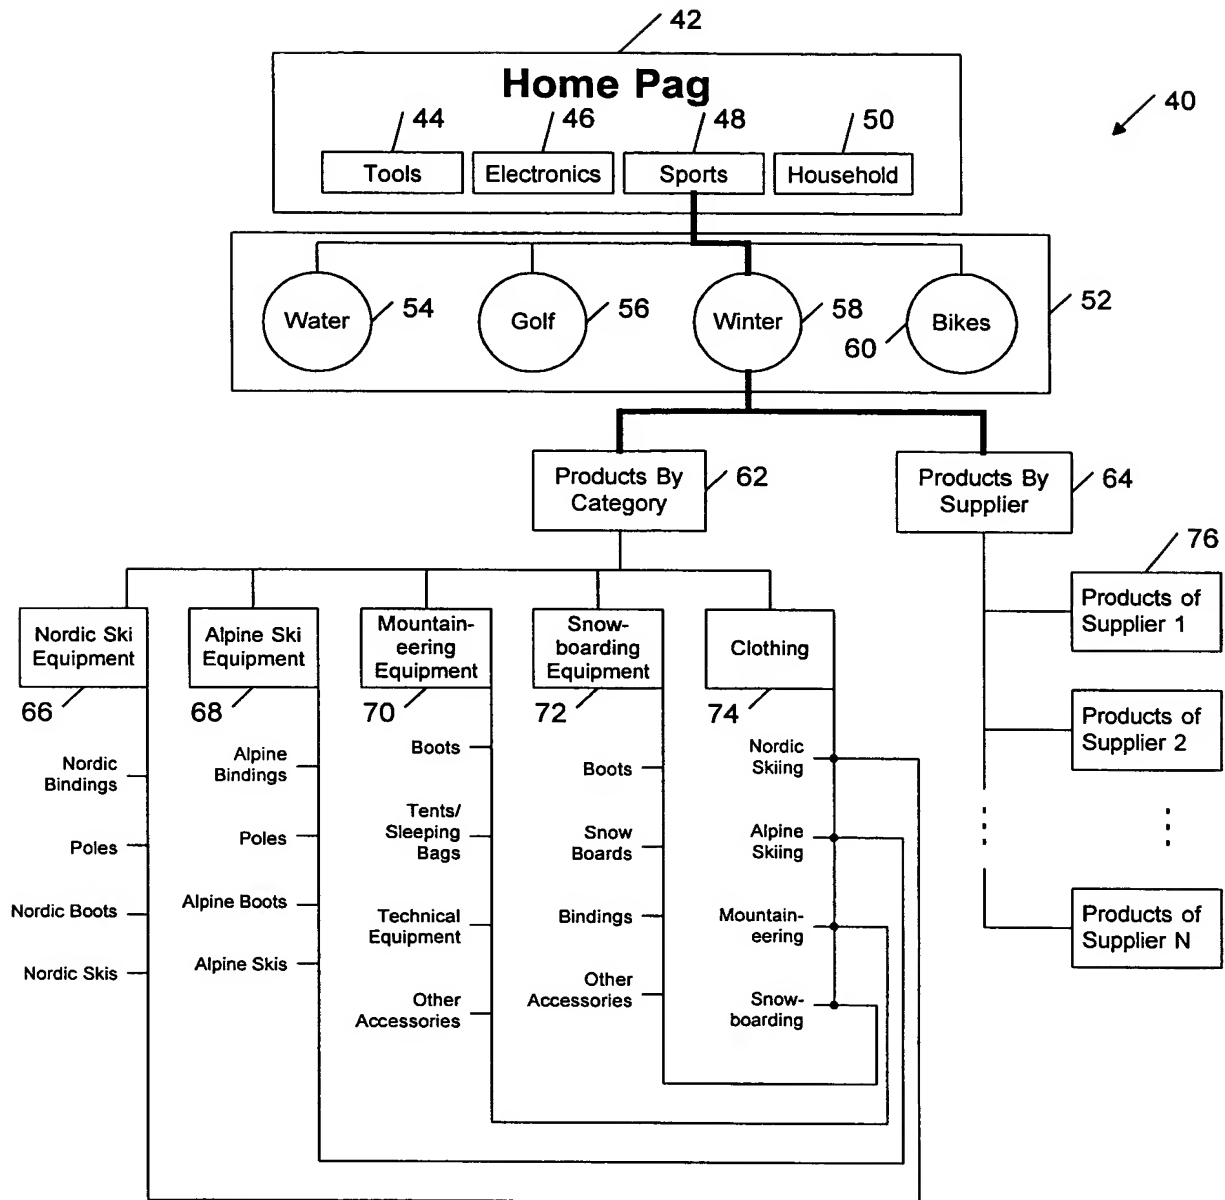 42
Home Pag
40
44
46
48
50
Tools
Electronics
Sports
Household
Water
54
Golf
56
Winter
58
60
Bikes
52
Products By
Category
62
Products By
Supplier
64
76
Nordic Ski
Equipment
Alpine Ski
Equipment
Mountain-
eering
Equipment
Snow-
boarding
Equipment
Clothing
66
68
70
72
74
Products of
Supplier 1
Products of
Supplier 2
Products of
Supplier N
Nordic
Bindings
Poles
Nordic Boots
Nordic Skis
Alpine
Bindings
Poles
Alpine Boots
Alpine Skis
Boots
Tents/
Sleeping
Bags
Technical
Equipment
Other
Accessories
Boots
Snow
Boards
Bindings
Other
Accessories
Nordic
Skiing
Alpine
Skiing
Mountain-
eering
Snow-
boarding